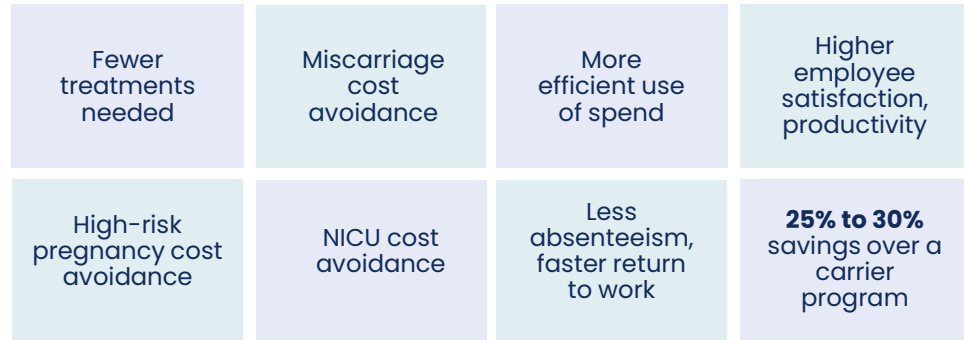 Fewer
treatments
needed
Miscarriage
cost
avoidance
More
efficient use
of spend
Higher
employee
satisfaction,
productivity
High-risk
pregnancy cost
avoidance
NICU cost
avoidance
Less
absenteeism,
faster return
to work
25% to 30%
savings over a
carrier
program